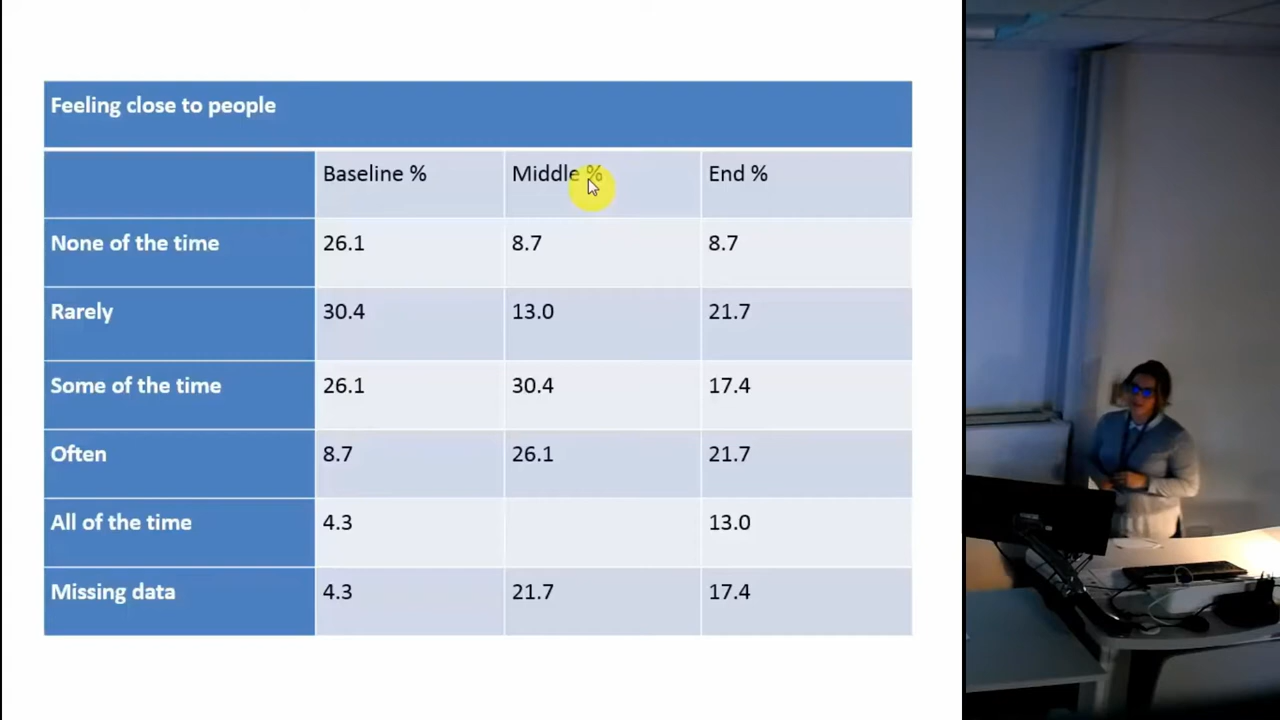 Feeling close to people
Baseline % Middle % End %
None of the time 26.1 8.7 8.7
Rarely 30.4 13.0 21.7
Some of the time 26.1 30.4 17.4
Often 8.7 26.1 21.7
All of the time 4.3 13.0
Missing data 4.3 21.7 17.4